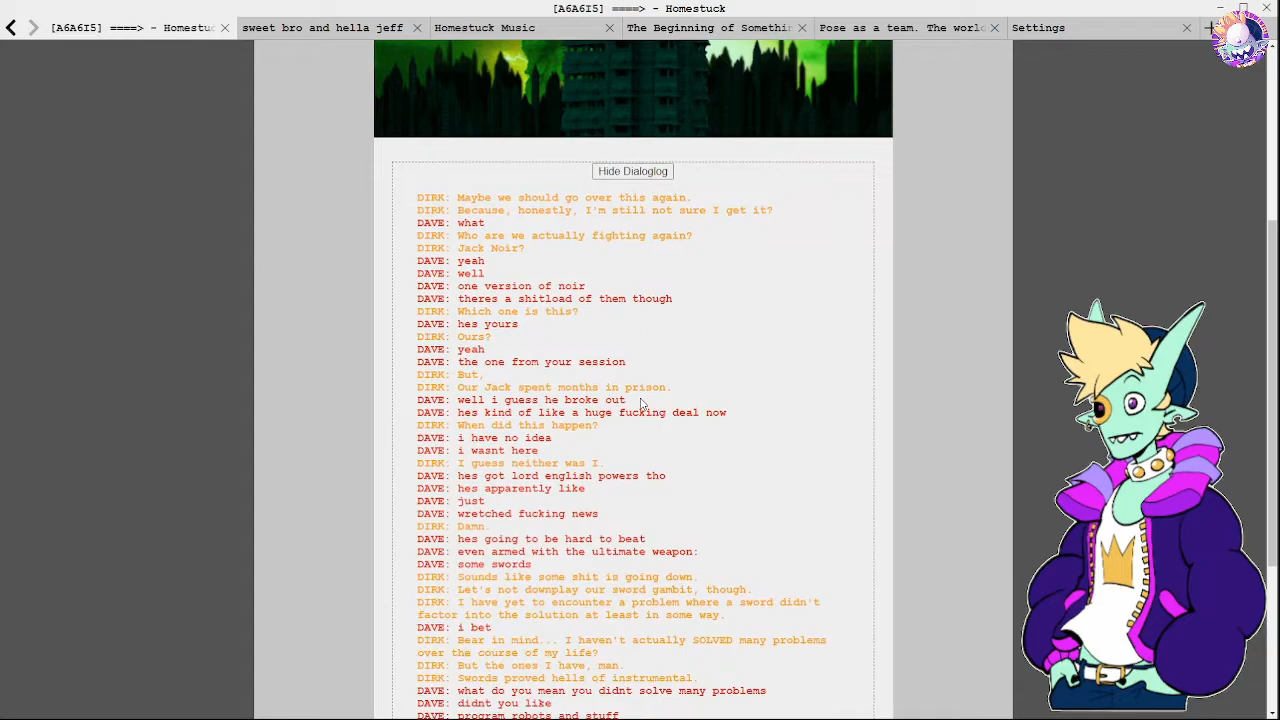 [A6A6I5] ====> - Homestuck
[A6A6I5] ====> - Homestuc
sweet bro and hella jeff
Homestuck Music
The Beginning of Somethin
Pose as a team. The world
Settings
Hide Dialoglog
DIRK: Maybe we should go over this again.
DIRK: Because, honestly, I'm still not sure I get it?
DAVE: what
DIRK: Who are we actually fighting again?
DIRK: Jack Noir?
DAVE: yeah
DAVE: well
DAVE: one version of noir
DAVE: theres a shitload of them though
DIRK: Which one is this?
DAVE: hes yours
DIRK: Ours?
DAVE: yeah
DAVE: the one from your session
DIRK: But,
DIRK: Our Jack spent months in prison.
DAVE: well i guess he broke out
DAVE: hes kind of like a huge fucking deal now
DIRK: When did this happen?
DAVE: i have no idea
DAVE: i wasnt here
DIRK: I guess neither was I.
DAVE: hes got lord english powers tho
DAVE: hes apparently like
DAVE: just
DAVE: wretched fucking news
DIRK: Damn.
DAVE: hes going to be hard to beat
DAVE: even armed with the ultimate weapon:
DAVE: some swords
DIRK: Sounds like some shit is going down.
DIRK: Let's not downplay our sword gambit, though.
DIRK: I have yet to encounter a problem where a sword didn't
factor into the solution at least in some way.
DAVE: i bet
DIRK: Bear in mind... I haven't actually SOLVED many problems
over the course of my life?
DIRK: But the ones I have, man.
DIRK: Swords proved hells of instrumental.
DAVE: what do you mean you didnt solve many problems
DAVE: didnt you like
DAVE: program robots and stuff